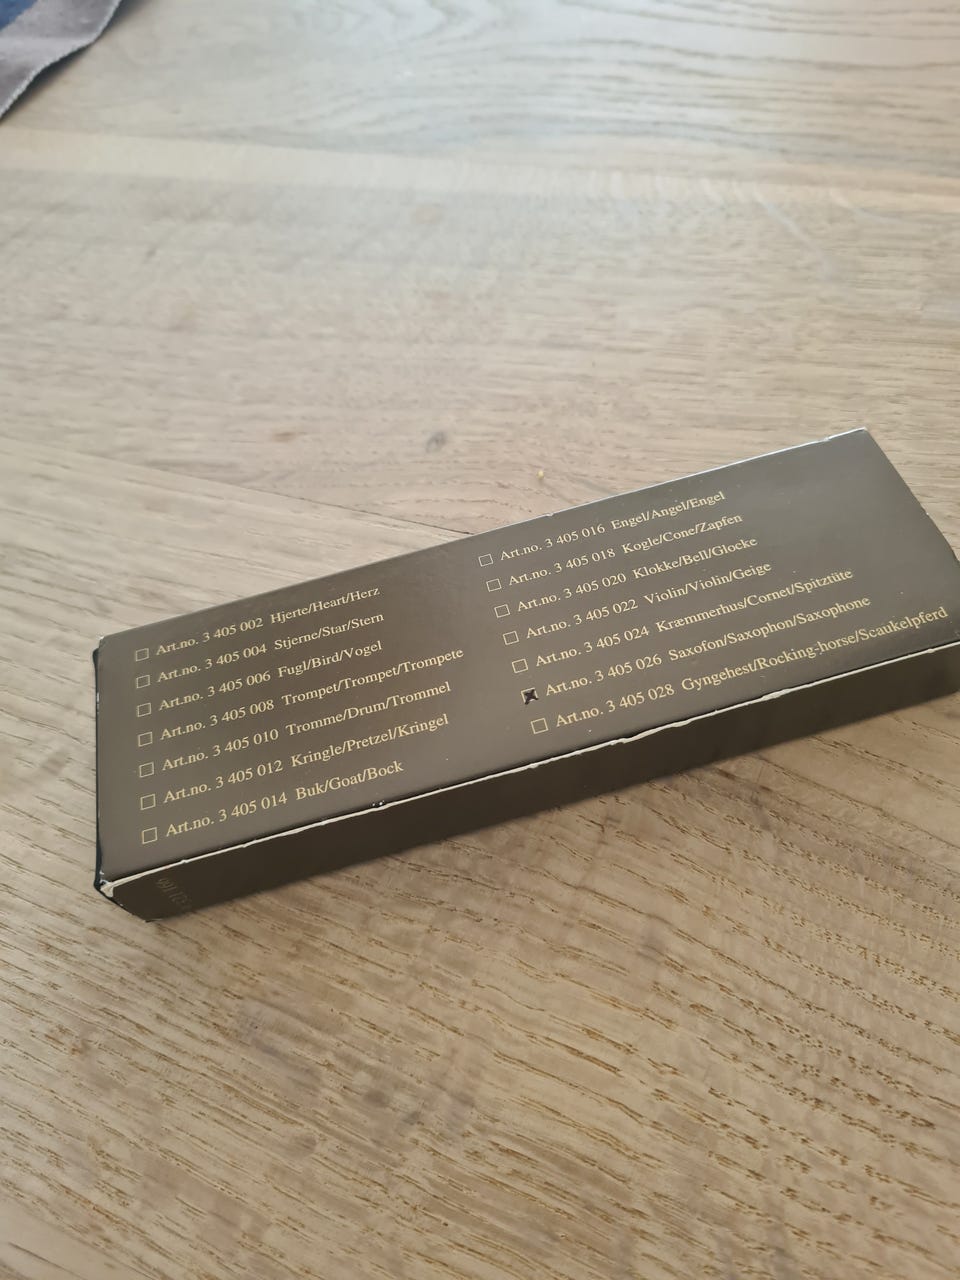 ☐ Art.no. 3 405 002 Hjerte/Heart/Herz
☐ Art.no. 3 405 004 Stjerne/Star/Stern
☐ Art.no. 3 405 006 Fugl/Bird/Vogel
☐ Art.no. 3 405 008 Trompet/Trompet/Trompete
☐ Art.no. 3 405 010 Tromme/Drum/Trommel
☐ Art.no. 3 405 012 Kringle/Pretzel/Kringel
☐ Art.no. 3 405 014 Buk/Goat/Bock
☐ Art.no. 3 405 016 Engel/Angel/Engel
☐ Art.no. 3 405 018 Kogle/Cone/Zapfen
☐ Art.no. 3 405 020 Klokke/Bell/Glocke
☐ Art.no. 3 405 022 Violin/Violin/Geige
☐ Art.no. 3 405 024 Kræmmerhus/Cornet/Spitztüte
☒ Art.no. 3 405 026 Saxofon/Saxophon/Saxophone
☐ Art.no. 3 405 028 Gyngehest/Rocking-horse/Scaukelpferd